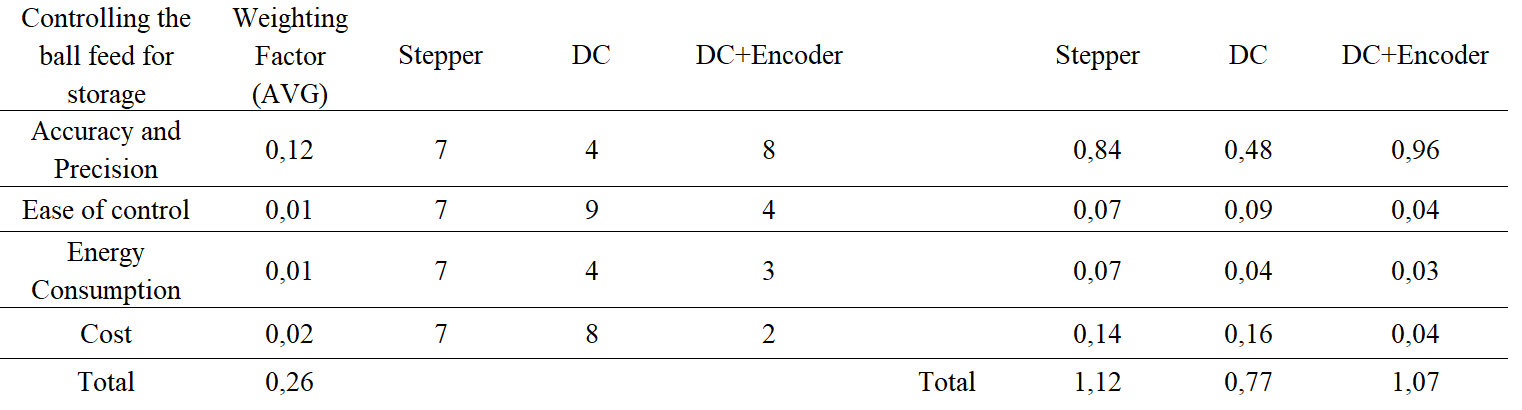 Controlling the ball feed for storage Weighting Factor (AVG) Stepper DC DC+Encoder Stepper DC DC+Encoder
Accuracy and Precision 0,12 7 4 8 0,84 0,48 0,96
Ease of control 0,01 7 9 4 0,07 0,09 0,04
Energy Consumption 0,01 7 4 3 0,07 0,04 0,03
Cost 0,02 7 8 2 0,14 0,16 0,04
Total 0,26 Total 1,12 0,77 1,07